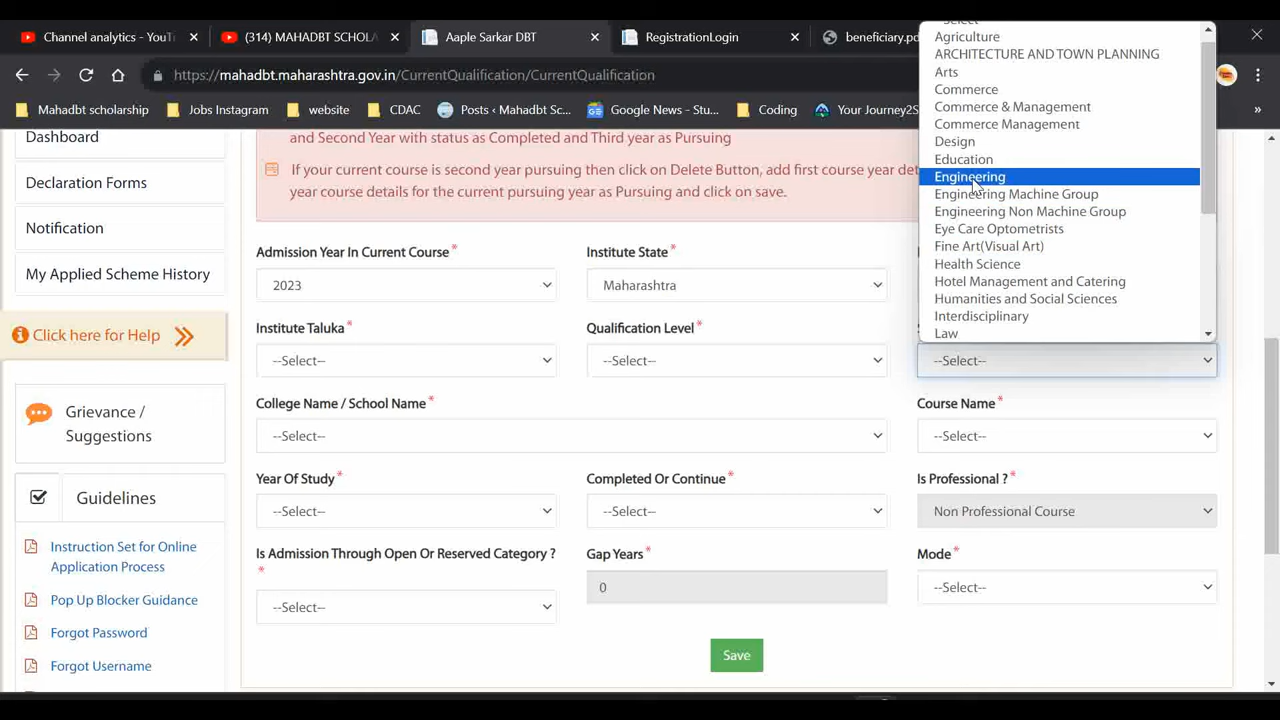 Channel analytics - YouT
(314) MAHADBT SCHOLA
Aaple Sarkar DBT
RegistrationLogin
beneficiary.pd
https://mahadbt.maharashtra.gov.in/CurrentQualification/CurrentQualification
Mahadbt scholarship
Jobs Instagram
website
CDAC
Posts ‹ Mahadbt Sc...
Google News - Stu...
Coding
Your Journey2S
»
Dashboard
Declaration Forms
Notification
My Applied Scheme History
Click here for Help
Grievance /
Suggestions
Guidelines
Instruction Set for Online
Application Process
Pop Up Blocker Guidance
Forgot Password
Forgot Username
and Second Year with status as Completed and Third year as Pursuing
If your current course is second year pursuing then click on Delete Button, add first course year det
year course details for the current pursuing year as Pursuing and click on save.
Admission Year In Current Course *
2023
Institute State *
Maharashtra
Institute Taluka *
--Select--
Qualification Level *
--Select--
--Select--
Agriculture
ARCHITECTURE AND TOWN PLANNING
Arts
Commerce
Commerce & Management
Commerce Management
Design
Education
Engineering
Engineering Machine Group
Engineering Non Machine Group
Eye Care Optometrists
Fine Art(Visual Art)
Health Science
Hotel Management and Catering
Humanities and Social Sciences
Interdisciplinary
Law
--Select--
College Name / School Name *
--Select--
Course Name *
--Select--
Year Of Study *
--Select--
Completed Or Continue *
--Select--
Is Professional ? *
Non Professional Course
Is Admission Through Open Or Reserved Category ?
*
--Select--
Gap Years *
0
Mode *
--Select--
Save